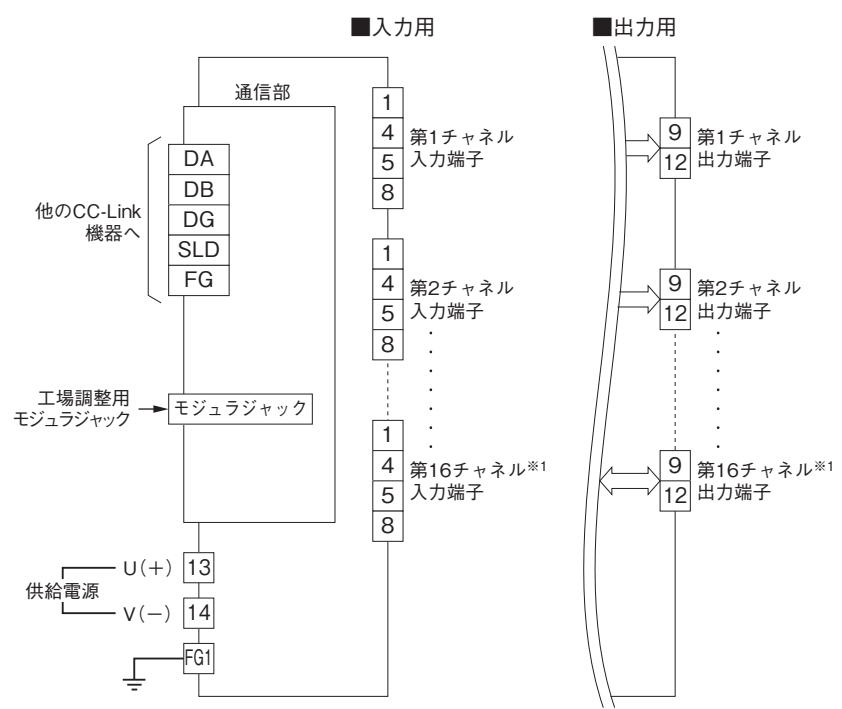 ■入力用
■出力用
通信部
他のCC-Link
機器へ
DA
DB
DG
SLD
FG
工場調整用
モジュラジャック
モジュラジャック
供給電源
U(+) 13
V(-) 14
FG1
1
4
5
8
第1チャネル
入力端子
1
4
5
8
第2チャネル
入力端子
1
4
5
8
第16チャネル※1
入力端子
9
12
第1チャネル
出力端子
9
12
第2チャネル
出力端子
9
12
第16チャネル※1
出力端子